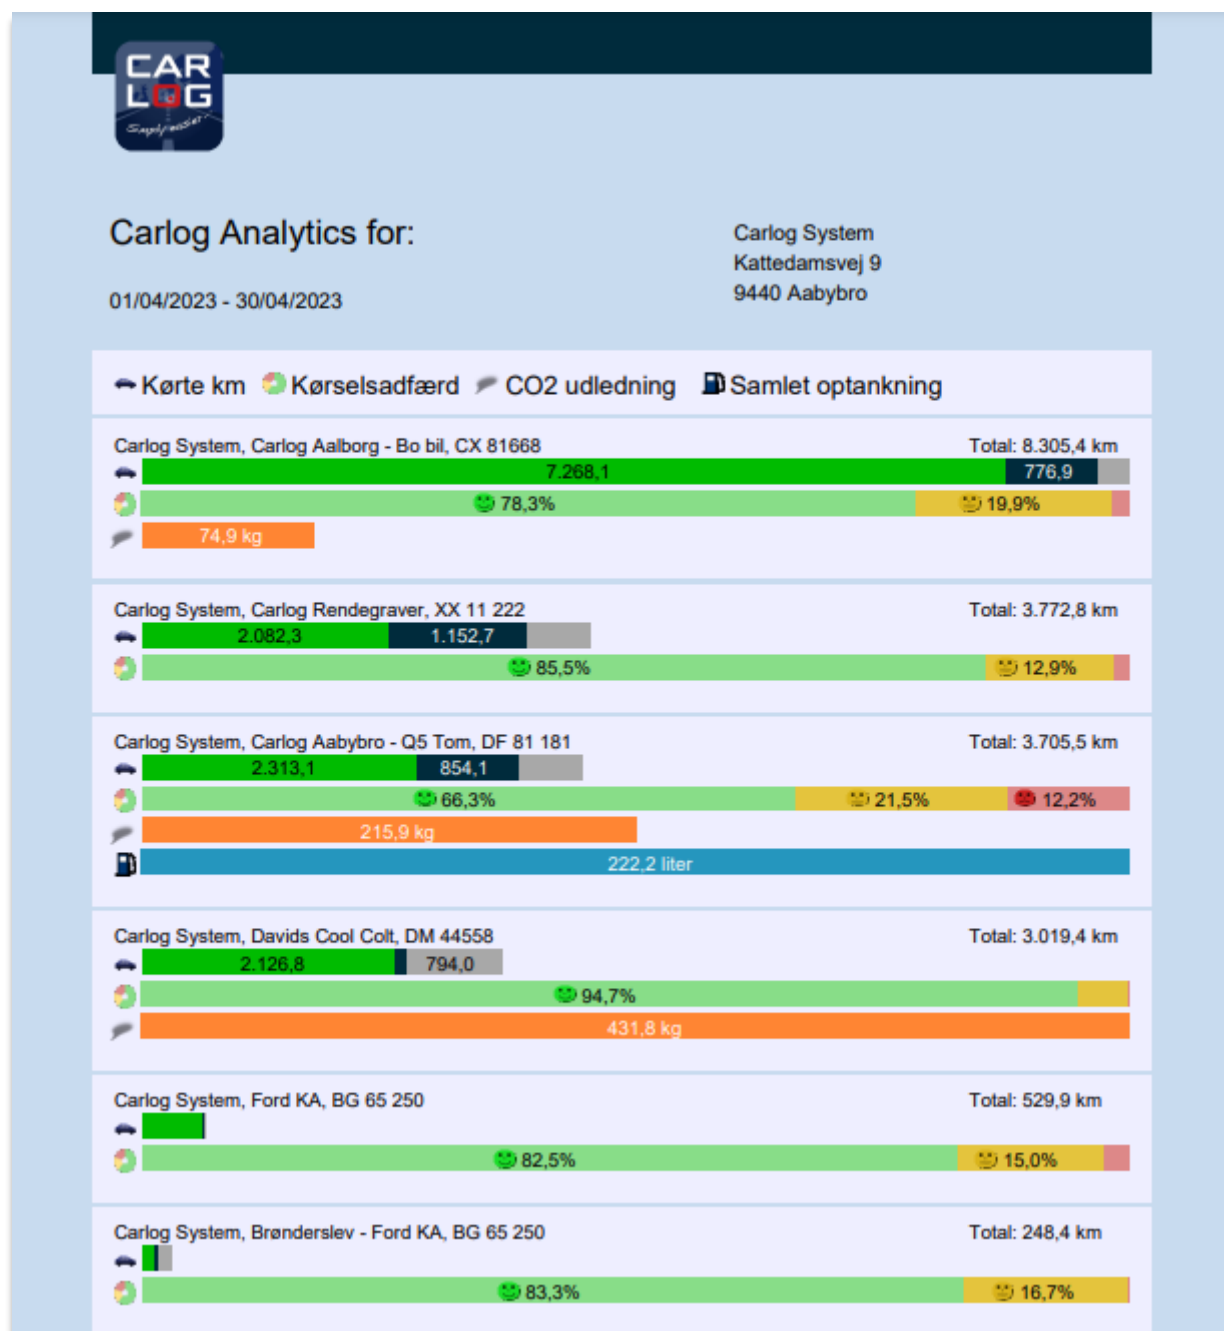 CAR
LOG
Simply easier
Carlog Analytics for:
01/04/2023 - 30/04/2023
Carlog System
Kattedamsvej 9
9440 Aabybro
Kørte km Kørselsadfærd CO2 udledning Samlet optankning
Carlog System, Carlog Aalborg - Bo bil, CX 81668 Total: 8.305,4 km
7.268,1 776,9
78,3% 19,9%
74,9 kg
Carlog System, Carlog Rendegraver, XX 11 222 Total: 3.772,8 km
2.082,3 1.152,7
85,5% 12,9%
Carlog System, Carlog Aabybro - Q5 Tom, DF 81 181 Total: 3.705,5 km
2.313,1 854,1
66,3% 21,5% 12,2%
215,9 kg
222,2 liter
Carlog System, Davids Cool Colt, DM 44558 Total: 3.019,4 km
2.126,8 794,0
94,7%
431,8 kg
Carlog System, Ford KA, BG 65 250 Total: 529,9 km
82,5% 15,0%
Carlog System, Brønderslev - Ford KA, BG 65 250 Total: 248,4 km
83,3% 16,7%